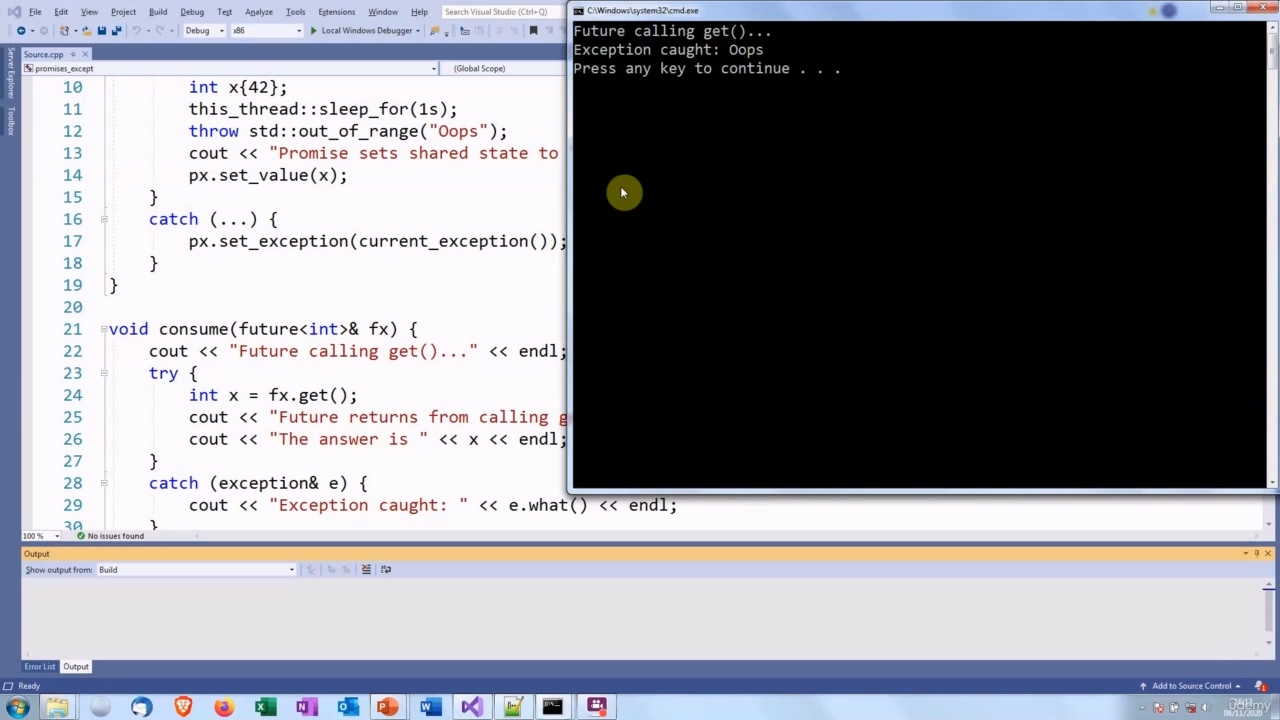 File Edit View Project Build Debug Test Analyze Tools Extensions Window Help Search Visual Studio (Ctrl+Q)
C:\Windows\system32\cmd.exe
Debug x86 Local Windows Debugger
Future calling get()...
Exception caught: Oops
Press any key to continue . . .
Source.cpp
promises_except (Global Scope)
Server Explorer
Toolbox
10 int x{42};
11 this_thread::sleep_for(1s);
12 throw std::out_of_range("Oops");
13 cout << "Promise sets shared state to
14 px.set_value(x);
15 }
16 catch (...) {
17 px.set_exception(current_exception());
18 }
19 }
20
21 void consume(future<int>& fx) {
22 cout << "Future calling get()..." << endl;
23 try {
24 int x = fx.get();
25 cout << "Future returns from calling g
26 cout << "The answer is " << x << endl;
27 }
28 catch (exception& e) {
29 cout << "Exception caught: " << e.what() << endl;
30 }
100 % No issues found
Output
Show output from: Build
Error List Output
Ready Add to Source Control
udemy
08/11/2020